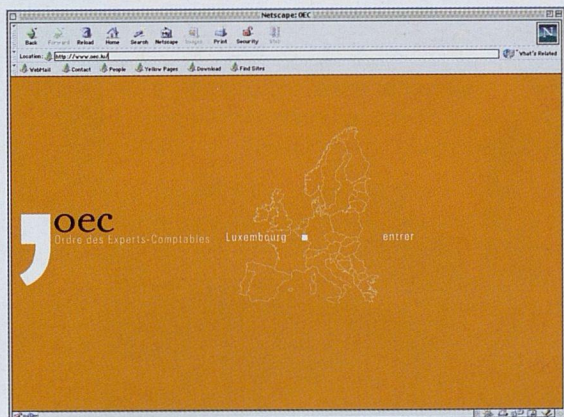 Netscape: OEC
Back Forward Reload Home Search Netscape Images Print Security Stop
Location: http://www.oec.lu/ What's Related
WebMail Contact People Yellow Pages Download Find Sites
oec
Ordre des Experts-Comptables Luxembourg entrer